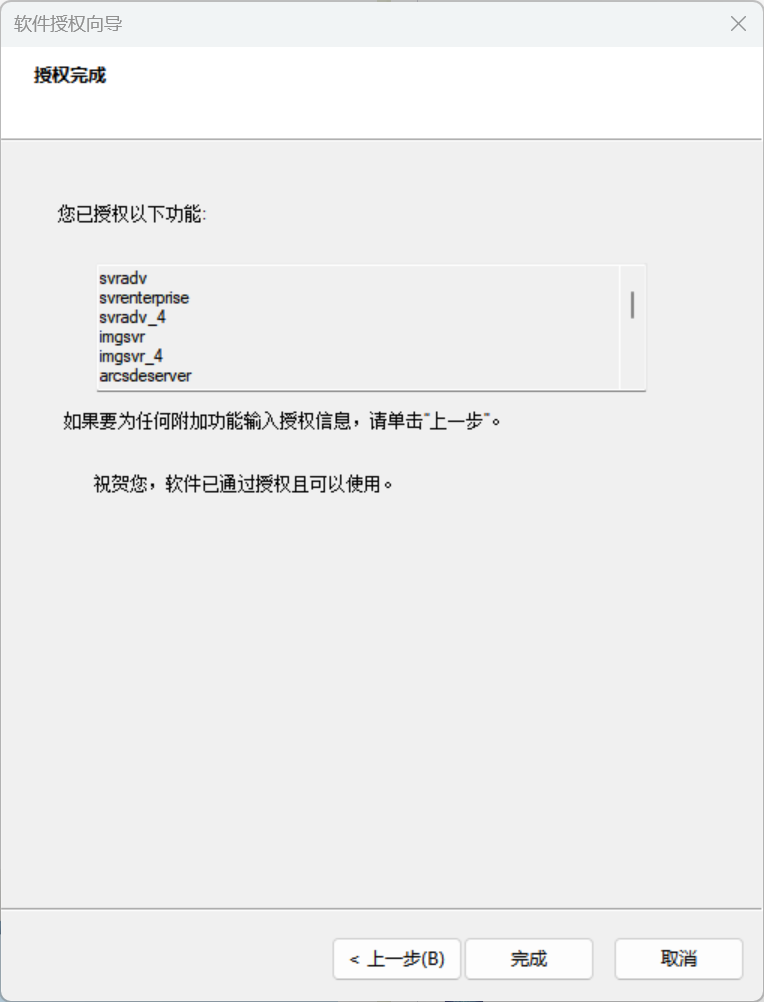 软件授权向导
授权完成
您已授权以下功能:
svradv
svrenterprise
svradv_4
imgsvr
imgsvr_4
arcsdeserver
如果要为任何附加功能输入授权信息，请单击"上一步"。
祝贺您，软件已通过授权且可以使用。
< 上一步(B)
完成
取消